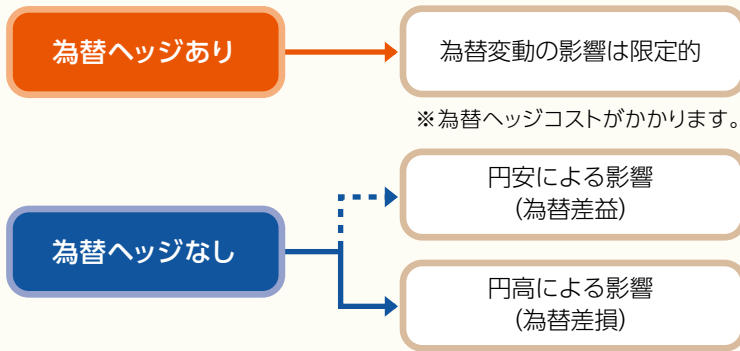 為替ヘッジあり
為替変動の影響は限定的
※為替ヘッジコストがかかります。
為替ヘッジなし
円安による影響
(為替差益)
円高による影響
(為替差損)